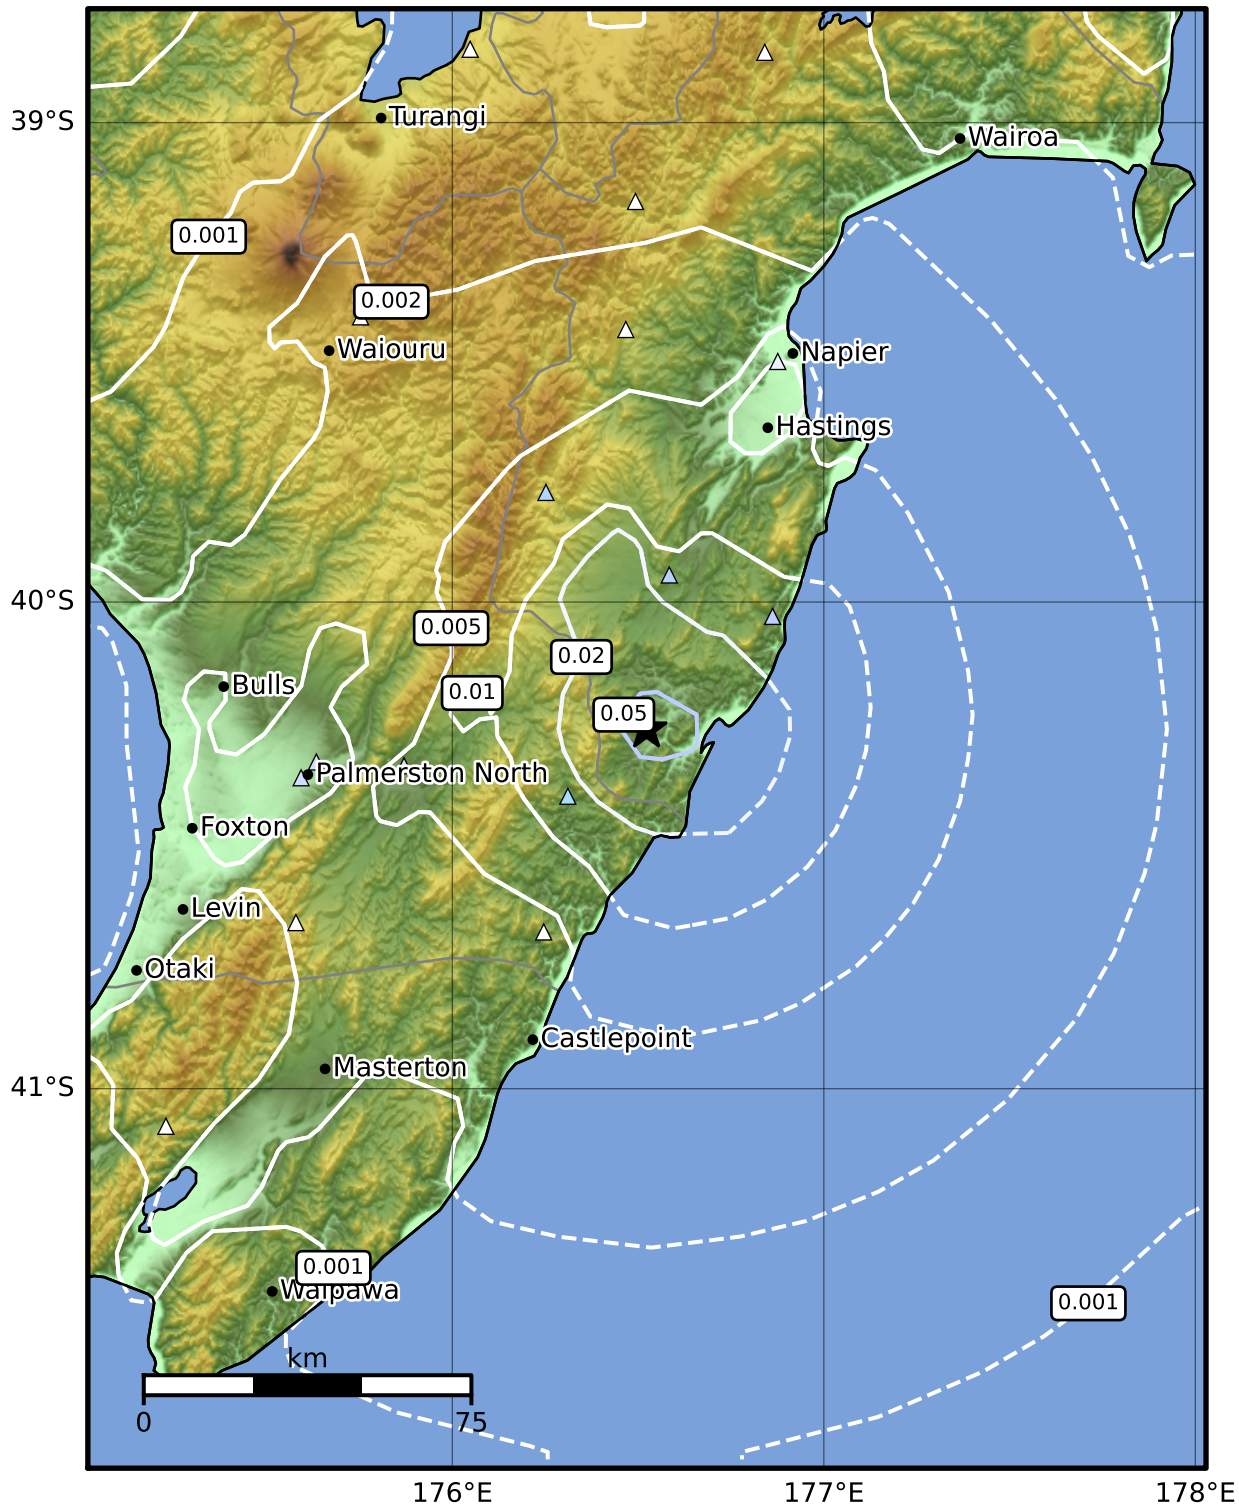 39°S
Turangi
Wairoa
0.001
0.002
Waiouru
Napier
Hastings
40°S
0.005
0.02
0.01
Bulls
0.05
Palmerston North
Foxton
Levin
Otaki
Castlepoint
Masterton
41°S
0.001
Waipawa
0.001
km
0
75
176°E
177°E
178°E